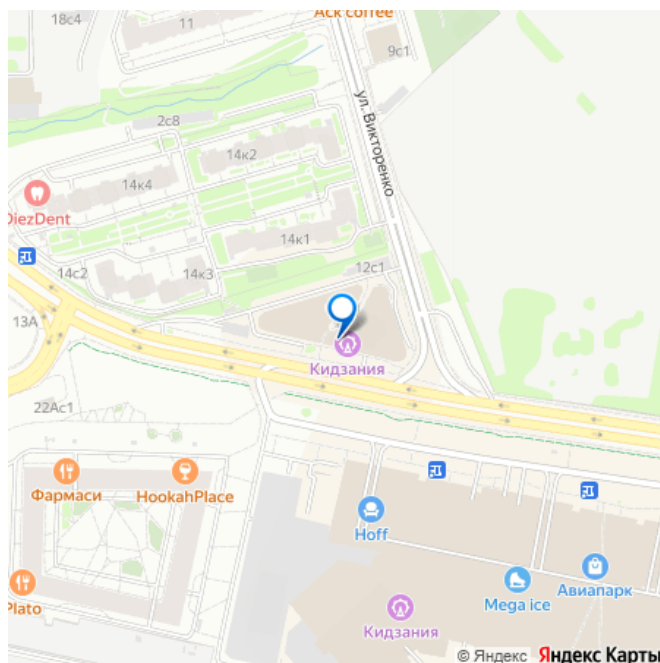 18с4
11
Ack coffee
9с1
ул. Викторенко
2с8
14к2
14к4
DiezDent
14к1
14с2
14к3
12с1
13А
Кидзания
22Ас1
Фармаси
HookahPlace
Hoff
Plato
Mega ice
Авиапарк
Кидзания
© Яндекс Яндекс Карты